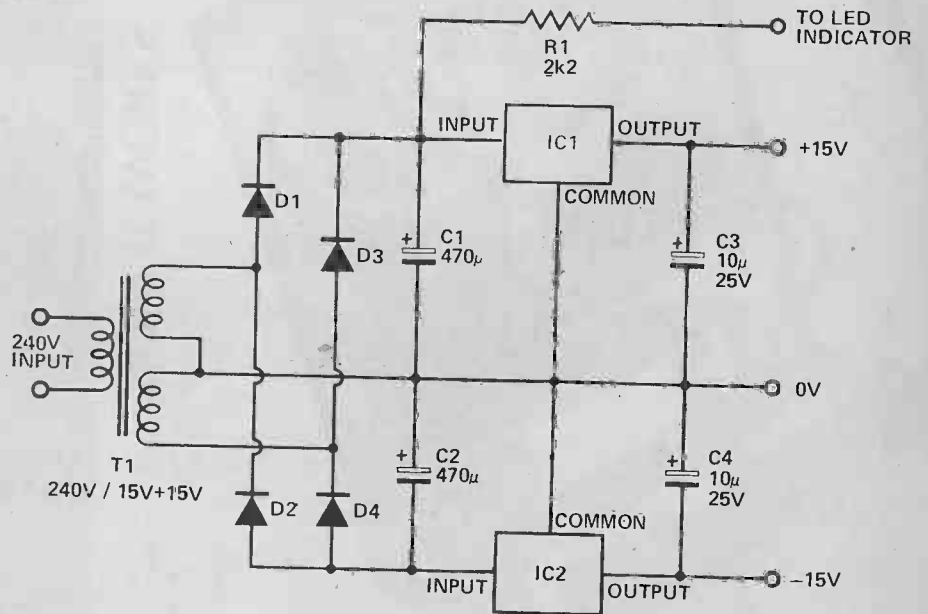 TO LED
INDICATOR
R1
2k2
INPUT
IC1
OUTPUT
+15V
COMMON
D1
D3
+
C1
470μ
+
C3
10μ
25V
240V
INPUT
0V
T1
240V / 15V+15V
+
C2
470μ
+
C4
10μ
25V
D2
D4
COMMON
INPUT
IC2
OUTPUT
−15V